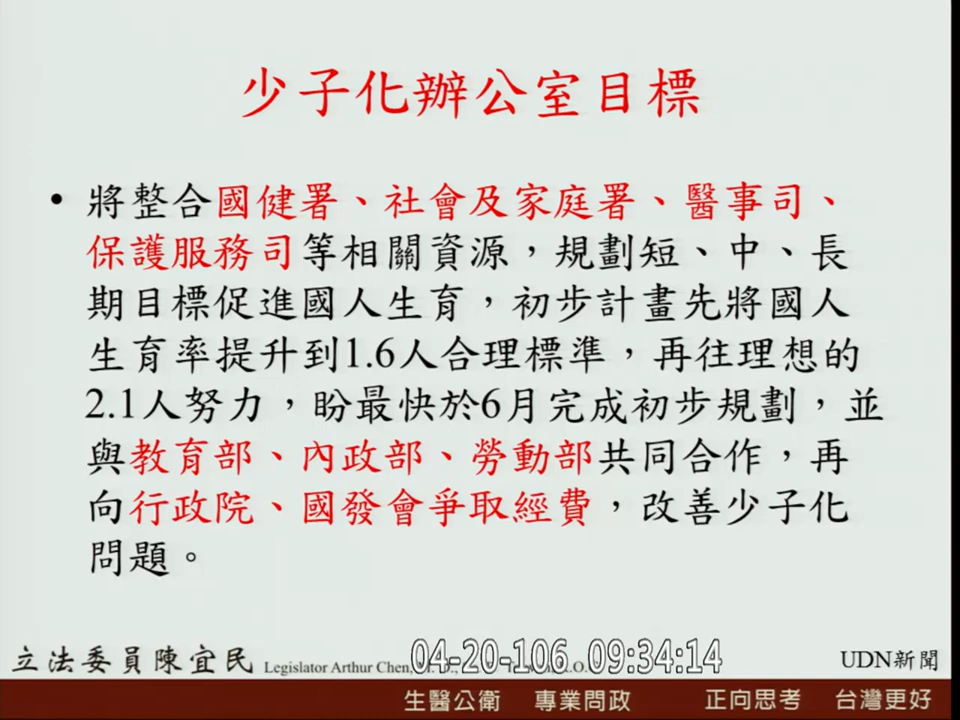 少子化辦公室目標
• 將整合國健署、社會及家庭署、醫事司、
保護服務司等相關資源，規劃短、中、長
期目標促進國人生育，初步計畫先將國人
生育率提升到1.6人合理標準，再往理想的
2.1人努力，盼最快於6月完成初步規劃，並
與教育部、內政部、勞動部共同合作，再
向行政院、國發會爭取經費，改善少子化
問題。
立法委員陳宜民 Legislator Arthur Chen,
04-20-106 09:34:14
UDN新聞
生醫公衛 專業問政 正向思考 台灣更好